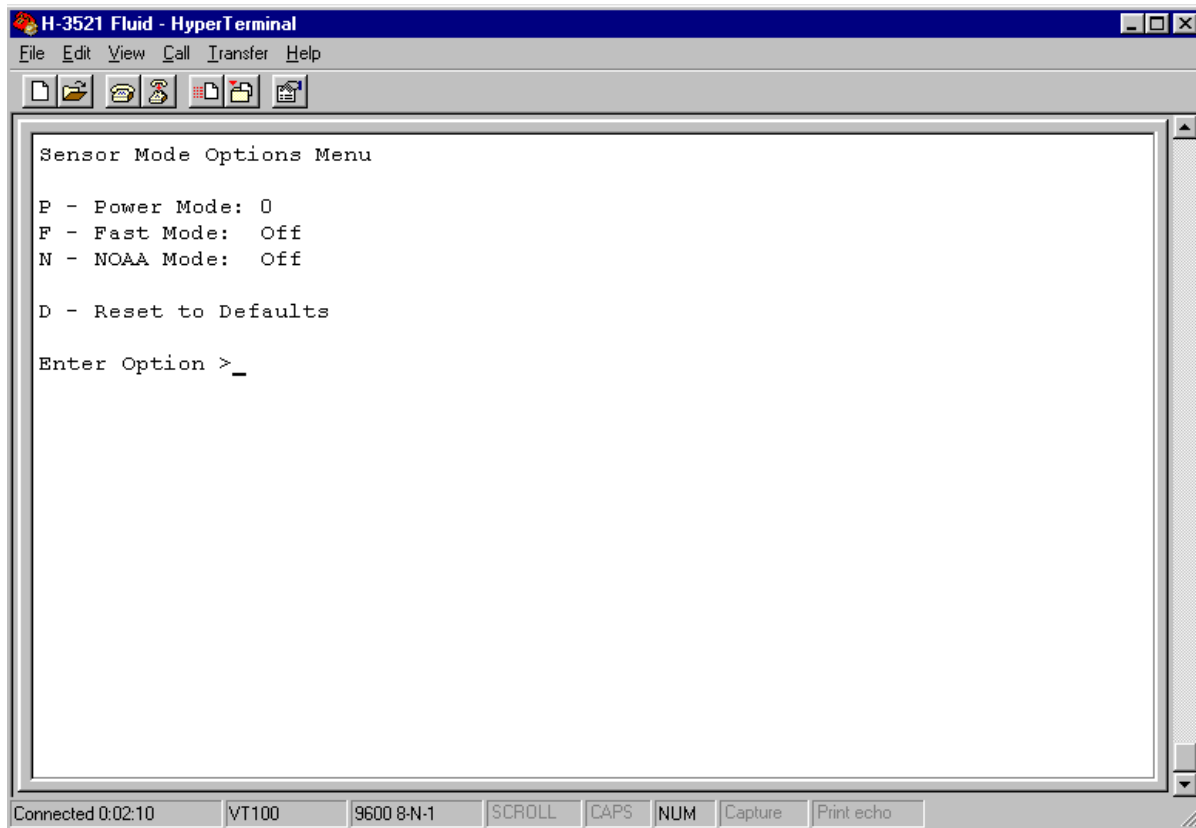 H-3521 Fluid - HyperTerminal
File Edit View Call Transfer Help
Sensor Mode Options Menu
P - Power Mode: 0
F - Fast Mode:  Off
N - NOAA Mode:  Off
D - Reset to Defaults
Enter Option >_
Connected 0:02:10 VT100 9600 8-N-1 SCROLL CAPS NUM Capture Print echo